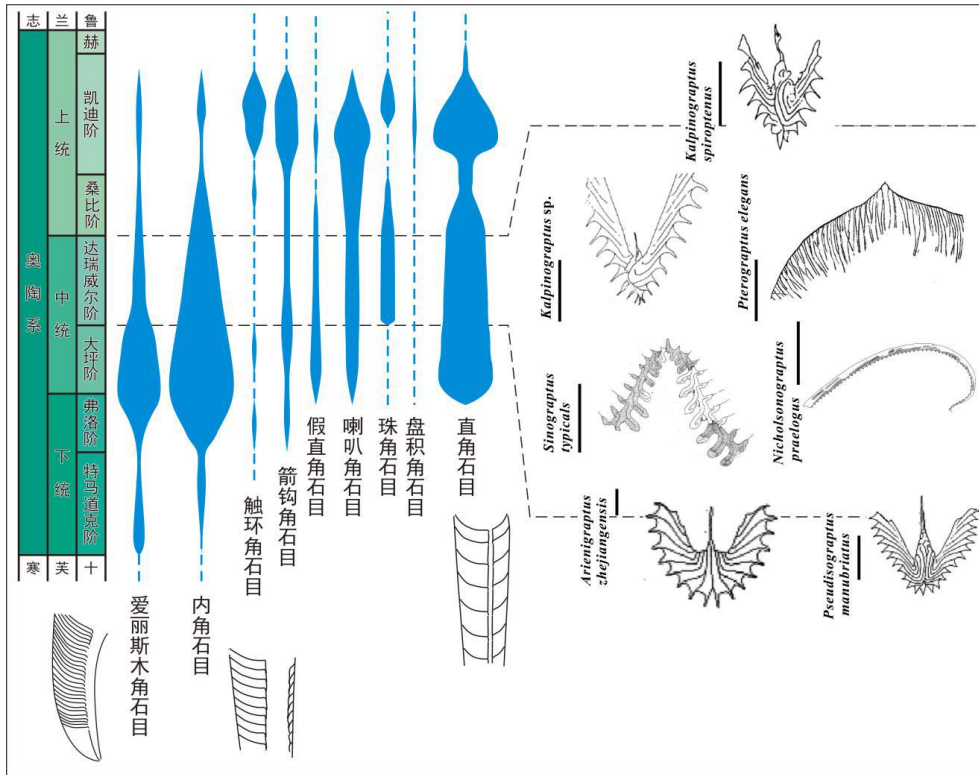 志 兰 鲁
奥陶系
上统
中统
下统
赫
凯迪阶
桑比阶
达瑞威尔阶
大坪阶
弗洛阶
特马道克阶
寒 芙 十
爱丽斯木角石目
内角石目
触环角石目
箭钩角石目
假直角石目
喇叭角石目
珠角石目
盘积角石目
直角石目
Kalpinograptus
spiroptenus
Kalpinograptus sp.
Pterograptus elegans
Sinograptus
typicals
Nicholsonograptus
praelogus
Arienigraptus
zhejiangensis
Pseudisograptus
manubriatus